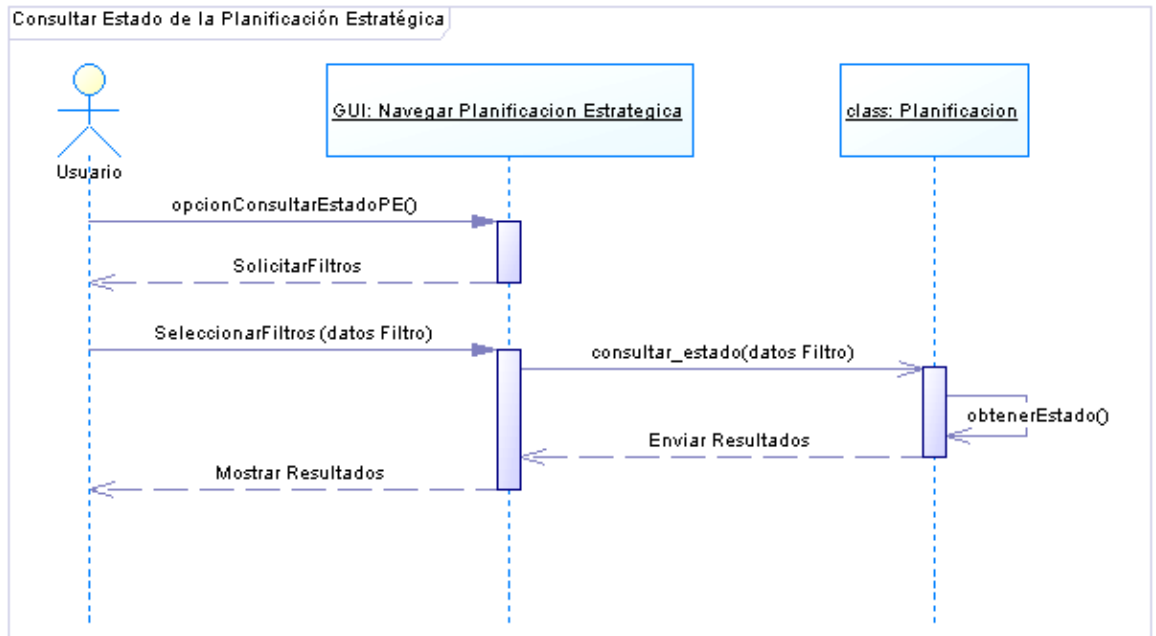 Consultar Estado de la Planificación Estratégica
GUI: Navegar Planificacion Estrategica
class: Planificacion
Usuario
opcionConsultarEstadoPE()
SolicitarFiltros
SeleccionarFiltros (datos Filtro)
consultar_estado(datos Filtro)
obtenerEstado()
Enviar Resultados
Mostrar Resultados